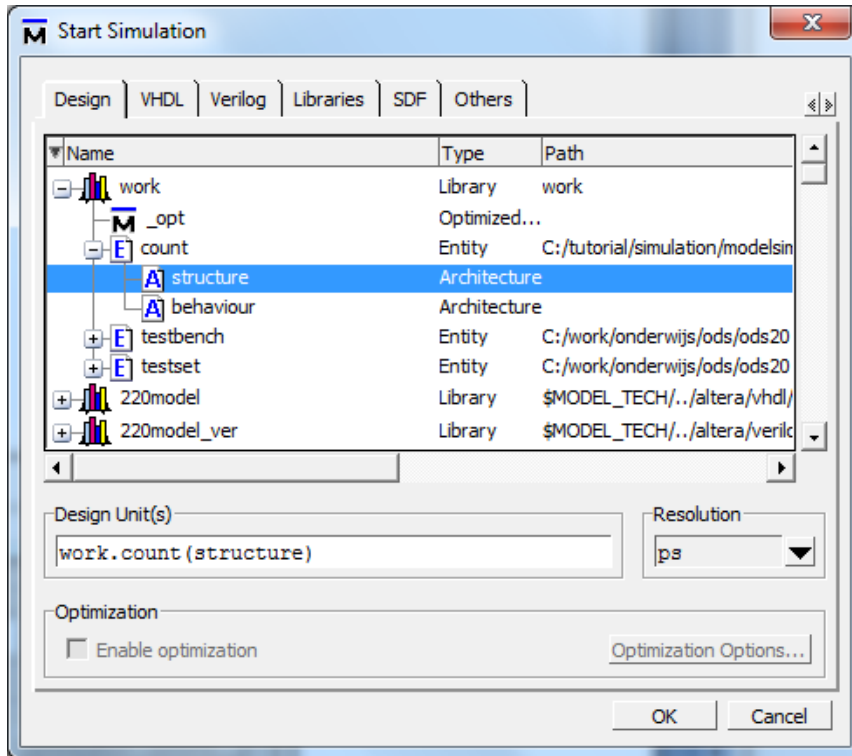 Start Simulation
Design VHDL Verilog Libraries SDF Others
Name Type Path
work Library work
_opt Optimized...
E count Entity C:/tutorial/simulation/modelsim
A structure Architecture
A behaviour Architecture
E testbench Entity C:/work/onderwijs/ods/ods20
E testset Entity C:/work/onderwijs/ods/ods20
220model Library $MODEL_TECH/../altera/vhdl/
220model_ver Library $MODEL_TECH/../altera/verilo
Design Unit(s) Resolution
work.count(structure) ps
Optimization
Enable optimization Optimization Options...
OK Cancel